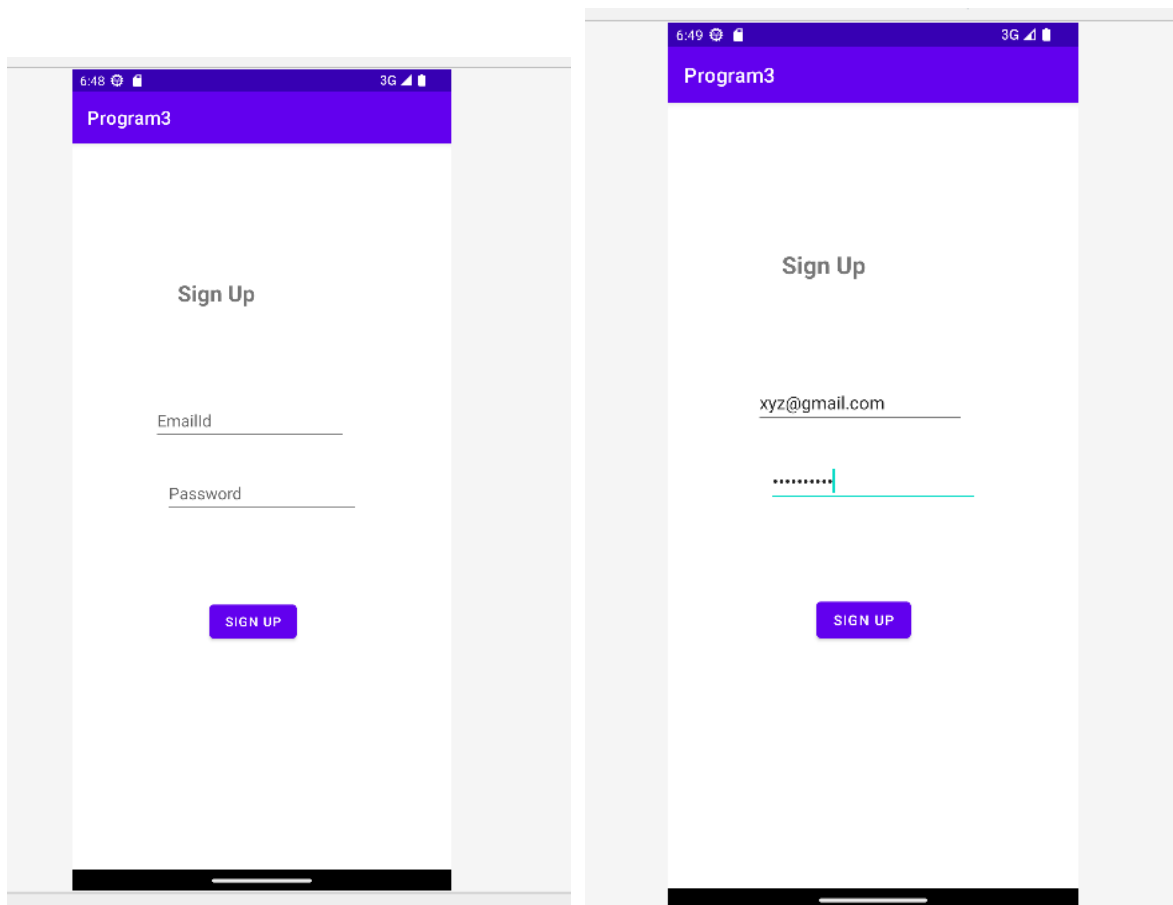 6:48 3G
Program3
Sign Up
EmailId
Password
SIGN UP
6:49 3G
Program3
Sign Up
xyz@gmail.com
••••••••••
SIGN UP